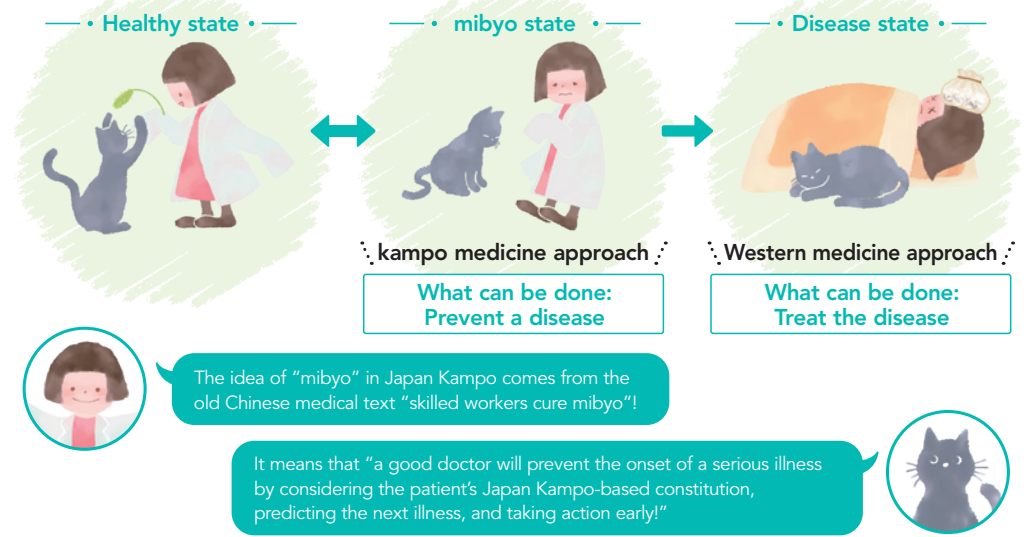 Healthy state
mibyo state
Disease state
kampo medicine approach
Western medicine approach
What can be done:
Prevent a disease
What can be done:
Treat the disease
The idea of “mibyo” in Japan Kampo comes from the
old Chinese medical text “skilled workers cure mibyo”!
It means that “a good doctor will prevent the onset of a serious illness
by considering the patient’s Japan Kampo-based constitution,
predicting the next illness, and taking action early!”